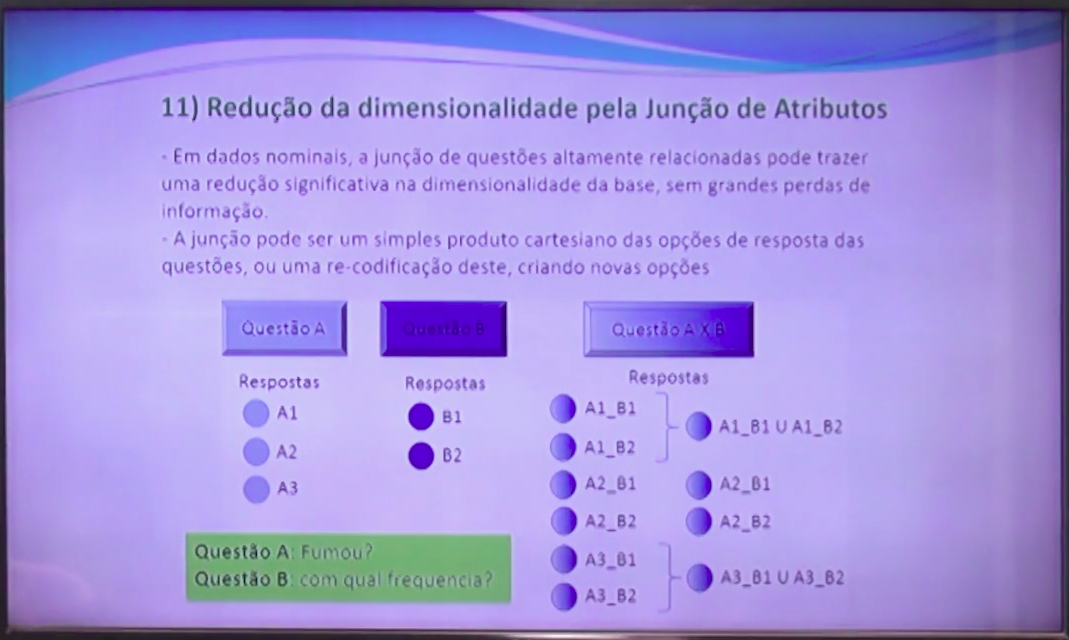 11) Redução da dimensionalidade pela Junção de Atributos
- Em dados nominais, a junção de questões altamente relacionadas pode trazer
uma redução significativa na dimensionalidade da base, sem grandes perdas de
informação.
- A junção pode ser um simples produto cartesiano das opções de resposta das
questões, ou uma re-codificação deste, criando novas opções
Questão A
Respostas
A1
A2
A3
Questão B
Respostas
B1
B2
Questão A X B
Respostas
A1_B1
A1_B2
A2_B1
A2_B2
A3_B1
A3_B2
A1_B1 U A1_B2
A2_B1
A2_B2
A3_B1 U A3_B2
Questão A: Fumou?
Questão B: com qual frequencia?